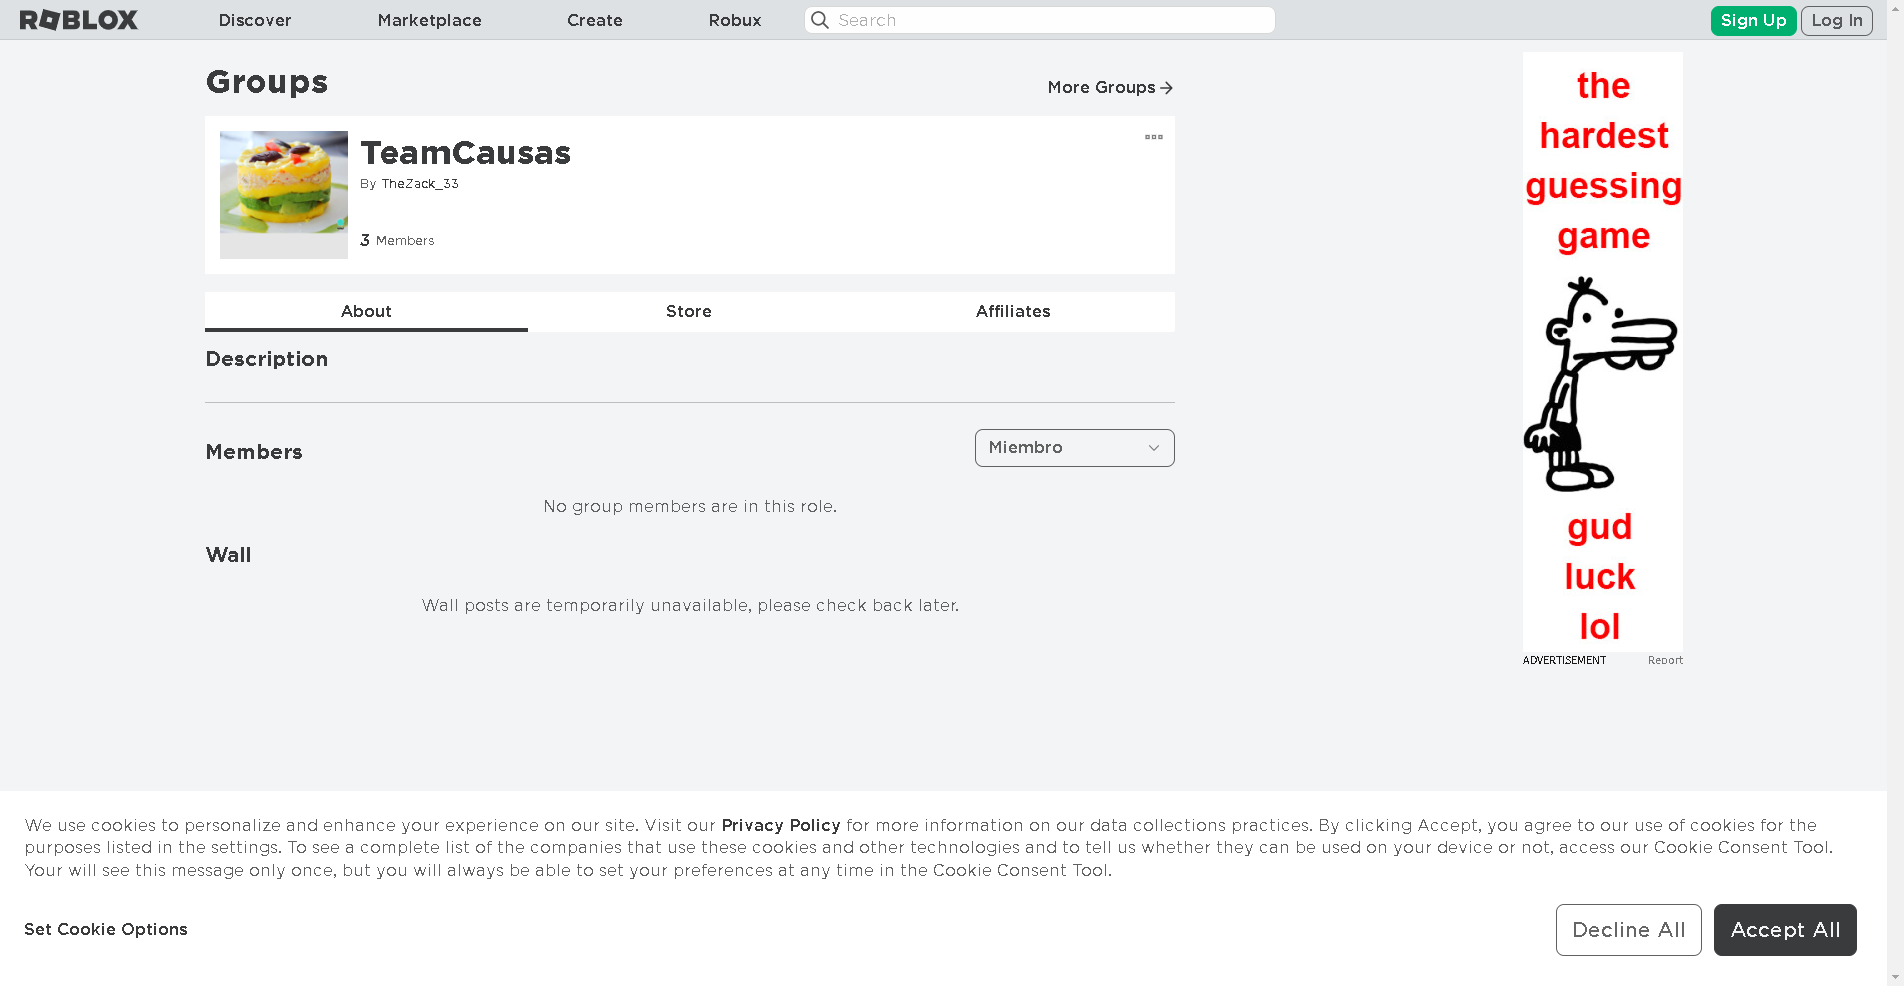 ROBLOX
Discover
Marketplace
Create
Robux
Search
Sign Up
Log In
Groups
More Groups
TeamCausas
By TheZack_33
3 Members
About
Store
Affiliates
Description
Members
Miembro
No group members are in this role.
Wall
Wall posts are temporarily unavailable, please check back later.
the
hardest
guessing
game
gud
luck
lol
ADVERTISEMENT
Report
We use cookies to personalize and enhance your experience on our site. Visit our Privacy Policy for more information on our data collections practices. By clicking Accept, you agree to our use of cookies for the
purposes listed in the settings. To see a complete list of the companies that use these cookies and other technologies and to tell us whether they can be used on your device or not, access our Cookie Consent Tool.
Your will see this message only once, but you will always be able to set your preferences at any time in the Cookie Consent Tool.
Set Cookie Options
Decline All
Accept All